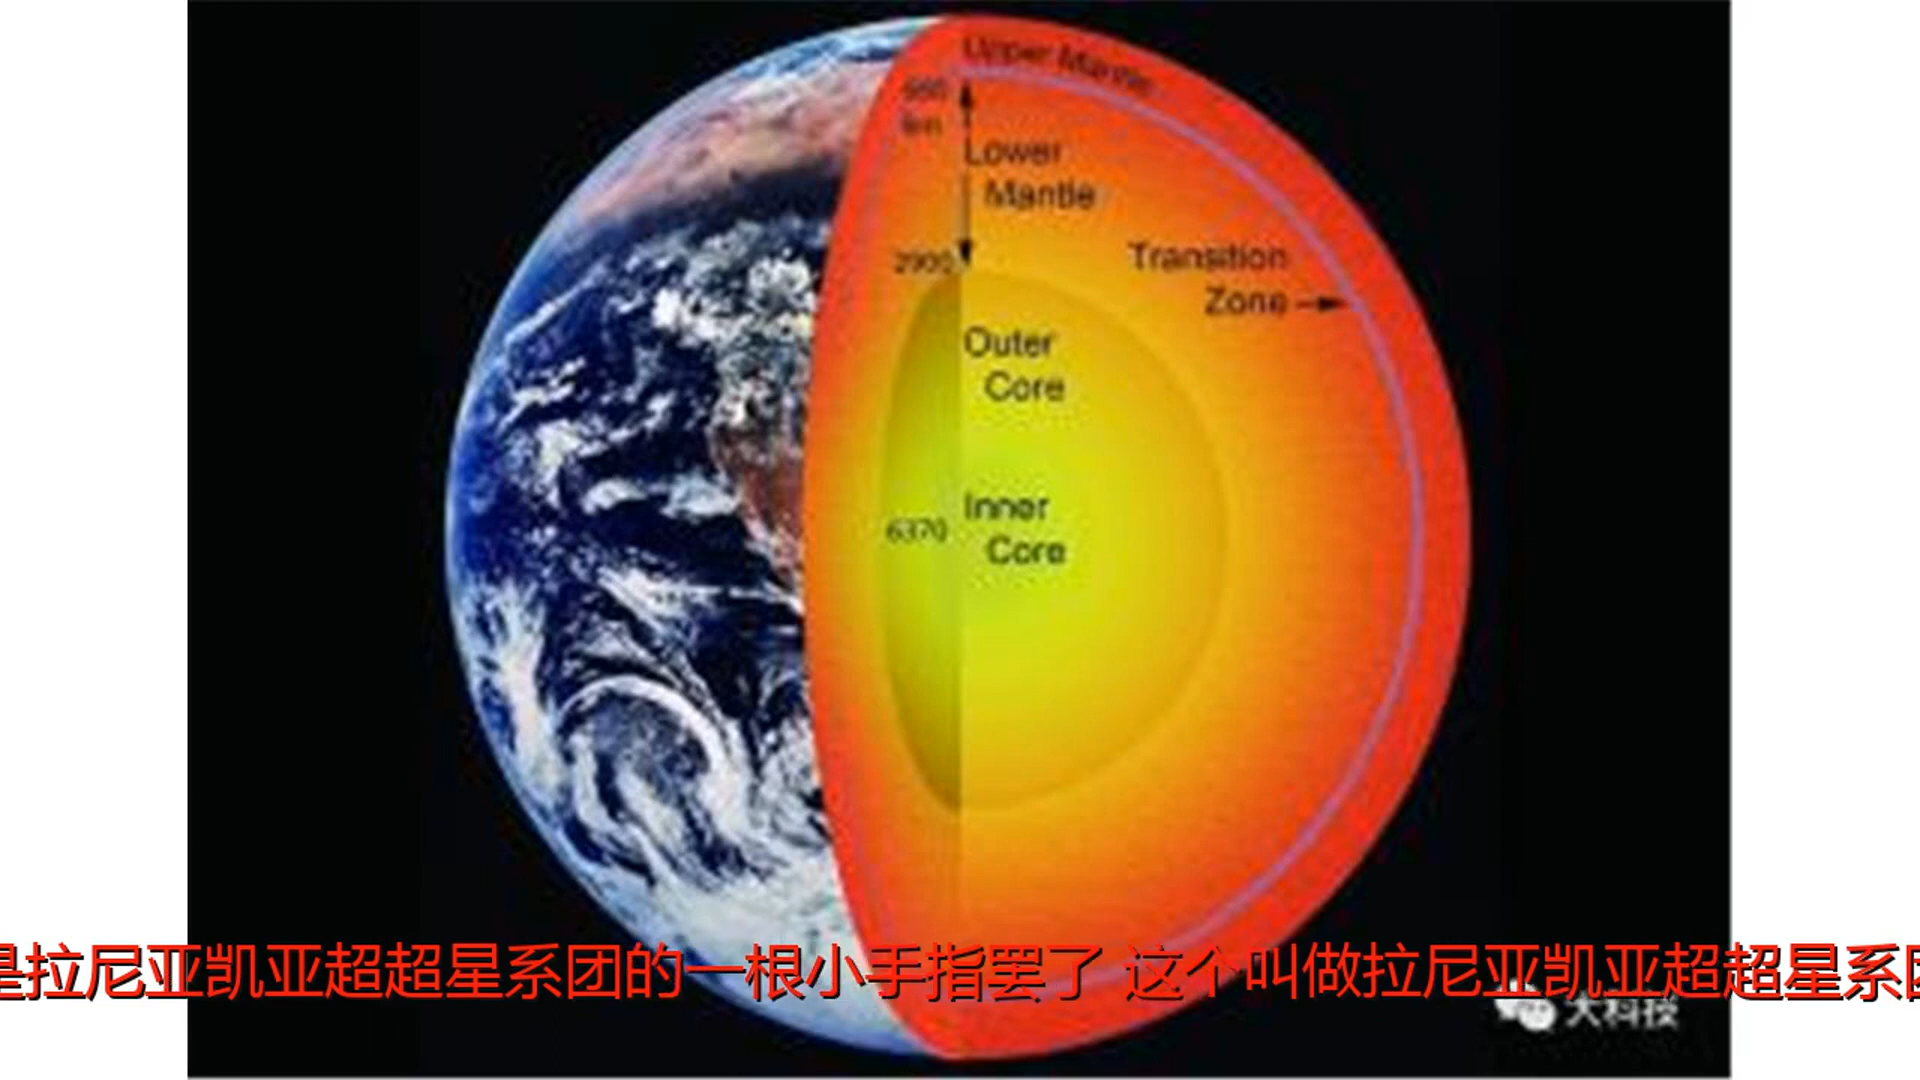 Upper Mantle
660
km
Lower
Mantle
2900
Transition
Zone
Outer
Core
Inner
6370
Core
是拉尼亚凯亚超超星系团的一根小手指罢了 这个叫做拉尼亚凯亚超超星系团
大科技